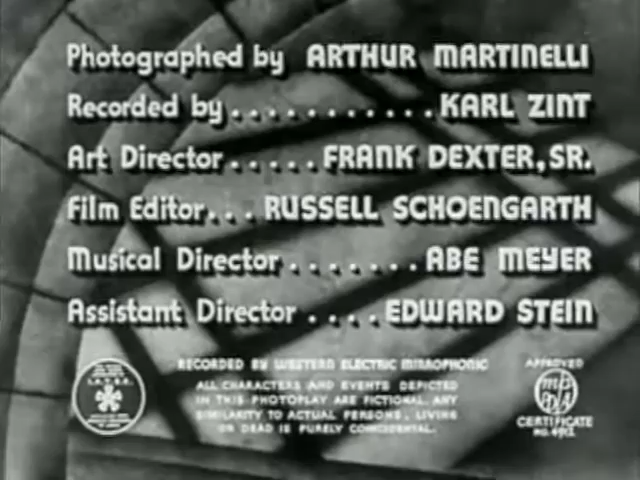 Photographed by ARTHUR MARTINELLI
Recorded by........... KARL ZINT
Art Director..... FRANK DEXTER, SR.
Film Editor... RUSSELL SCHOENGARTH
Musical Director....... ABE MEYER
Assistant Director.... EDWARD STEIN
RECORDED BY WESTERN ELECTRIC MIRROPHONIC
ALL CHARACTERS AND EVENTS DEPICTED
IN THIS PHOTOPLAY ARE FICTIONAL. ANY
SIMILARITY TO ACTUAL PERSONS, LIVING
OR DEAD IS PURELY COINCIDENTAL.
I.A.T.S.E.
APPROVED
MPPDA
CERTIFICATE
NO.